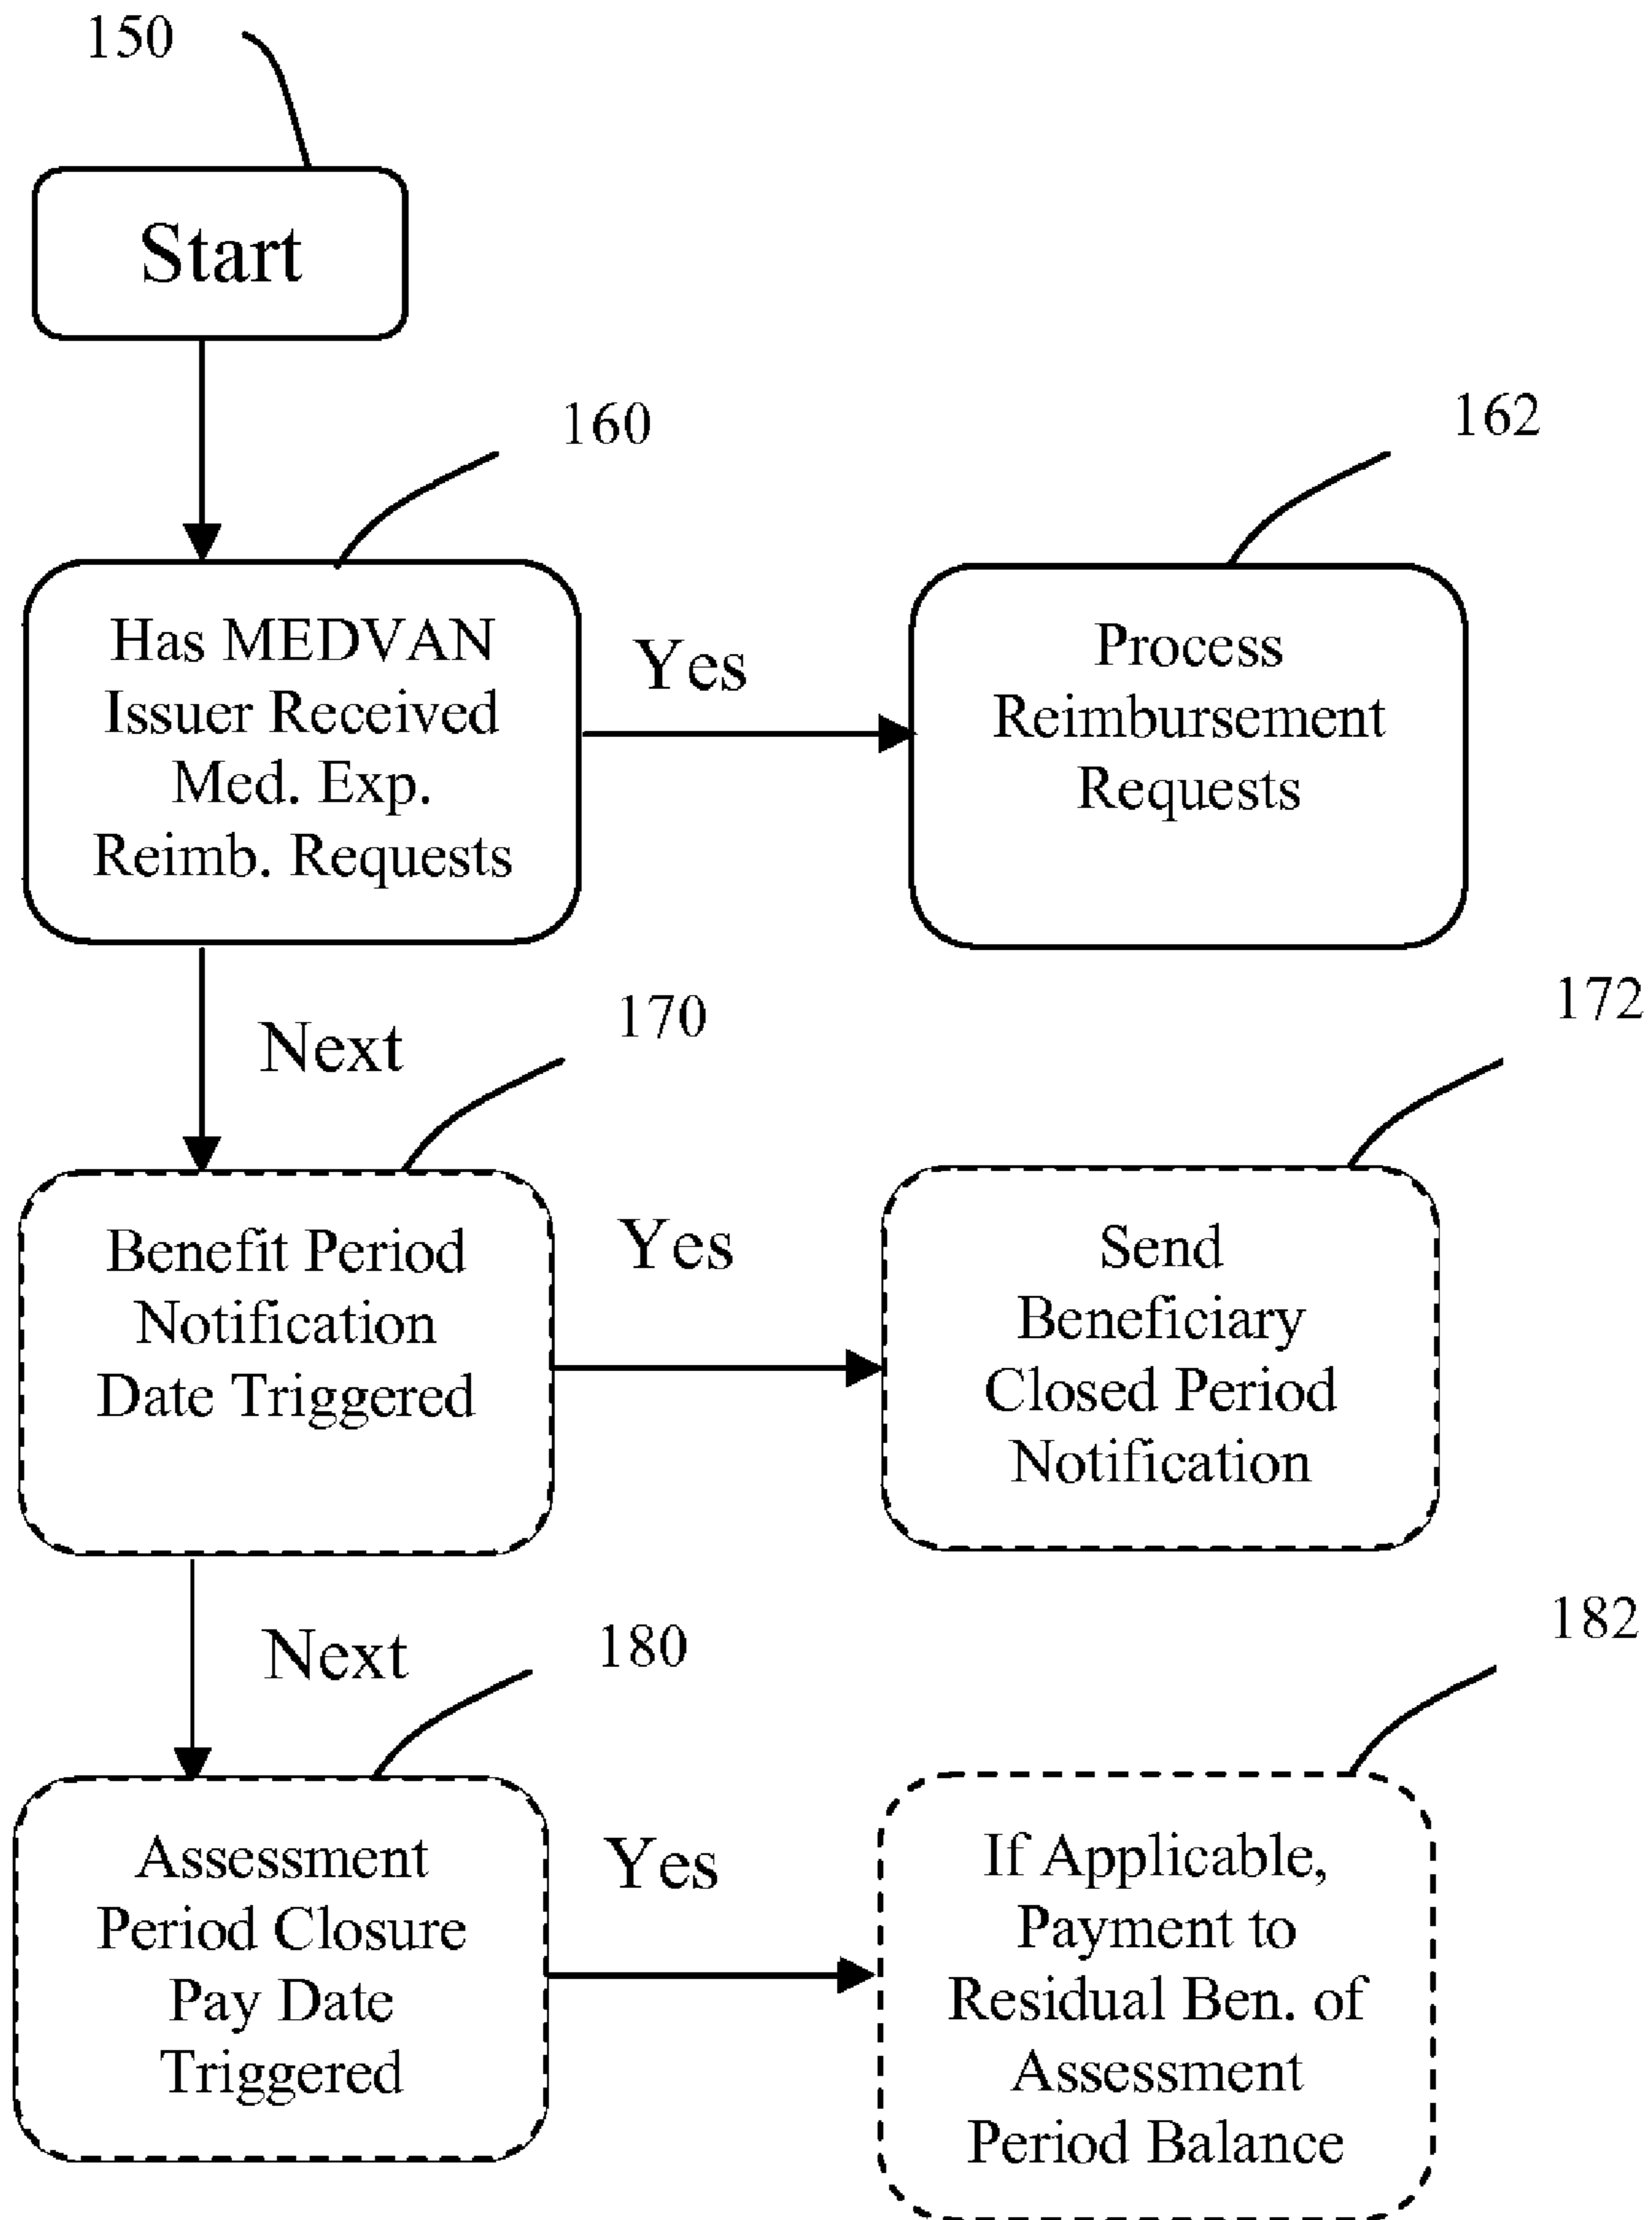 150
Start
160
162
Has MEDVAN
Issuer Received
Med. Exp.
Reimb. Requests
Yes
Process
Reimbursement
Requests
Next
170
172
Benefit Period
Notification
Date Triggered
Yes
Send
Beneficiary
Closed Period
Notification
Next
180
182
Assessment
Period Closure
Pay Date
Triggered
Yes
If Applicable,
Payment to
Residual Ben. of
Assessment
Period Balance